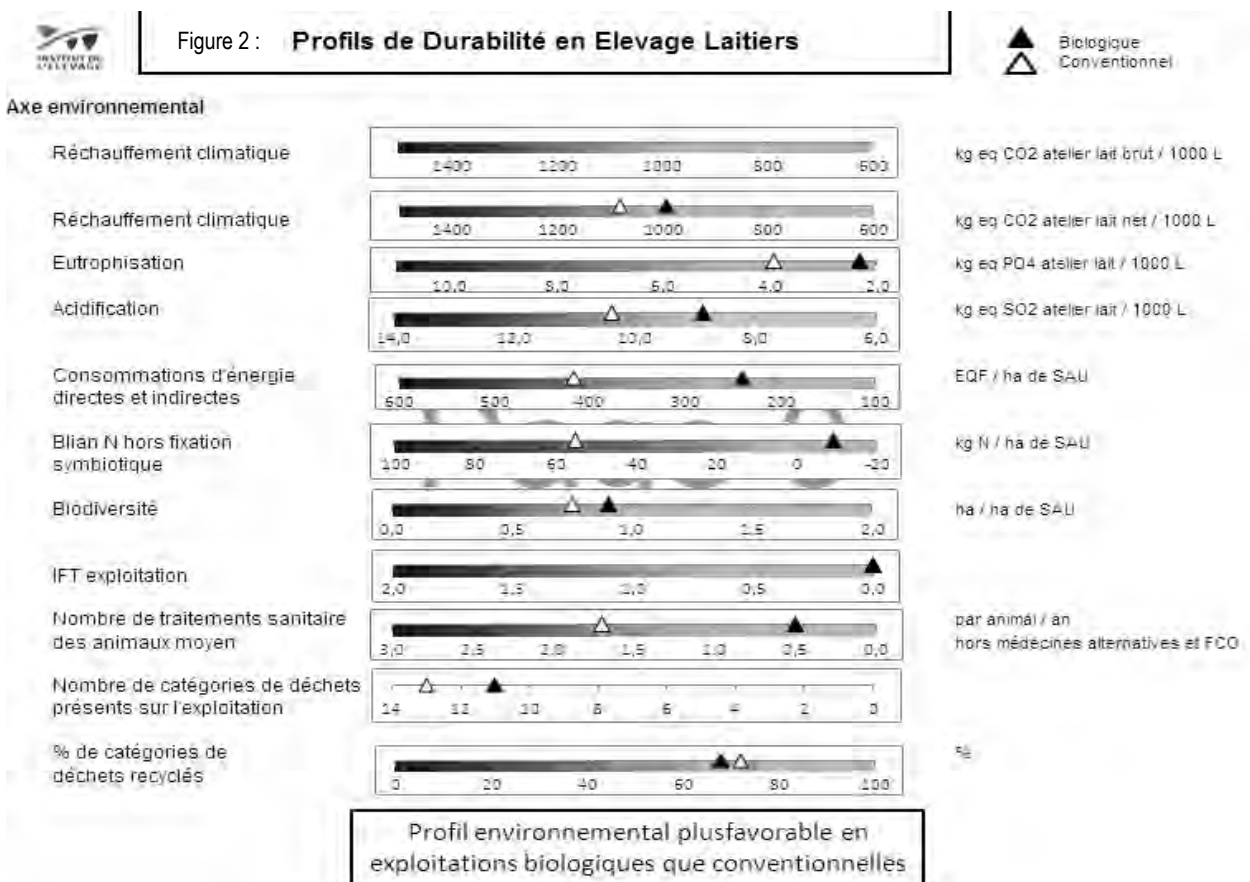 INSTITUT DE
L'ELEVAGE
Figure 2 : Profils de Durabilité en Elevage Laitiers
Biologique
Conventionnel
Axe environnemental
Réchauffement climatique
1400 1200 1000 800 600
kg eq CO2 atelier lait brut / 1000 L
Réchauffement climatique
1400 1200 1000 800 600
kg eq CO2 atelier lait net / 1000 L
Eutrophisation
10,0 8,0 6,0 4,0 2,0
kg eq PO4 atelier lait / 1000 L
Acidification
14,0 12,0 10,0 8,0 6,0
kg eq SO2 atelier lait / 1000 L
Consommations d'énergie
directes et indirectes
600 500 400 300 200 100
EQF / ha de SAU
Blian N hors fixation
symbiotique
100 80 60 40 20 0 -20
kg N / ha de SAU
Biodiversité
0,0 0,5 1,0 1,5 2,0
ha / ha de SAU
IFT exploitation
2,0 1,5 1,0 0,5 0,0
Nombre de traitements sanitaire
des animaux moyen
3,0 2,5 2,0 1,5 1,0 0,5 0,0
par animal / an
hors médecines alternatives et FCO
Nombre de catégories de déchets
présents sur l'exploitation
14 12 10 8 6 4 2 0
% de catégories de
déchets recyclés
0 20 40 60 80 100
%
Profil environnemental plusfavorable en
exploitations biologiques que conventionnelles